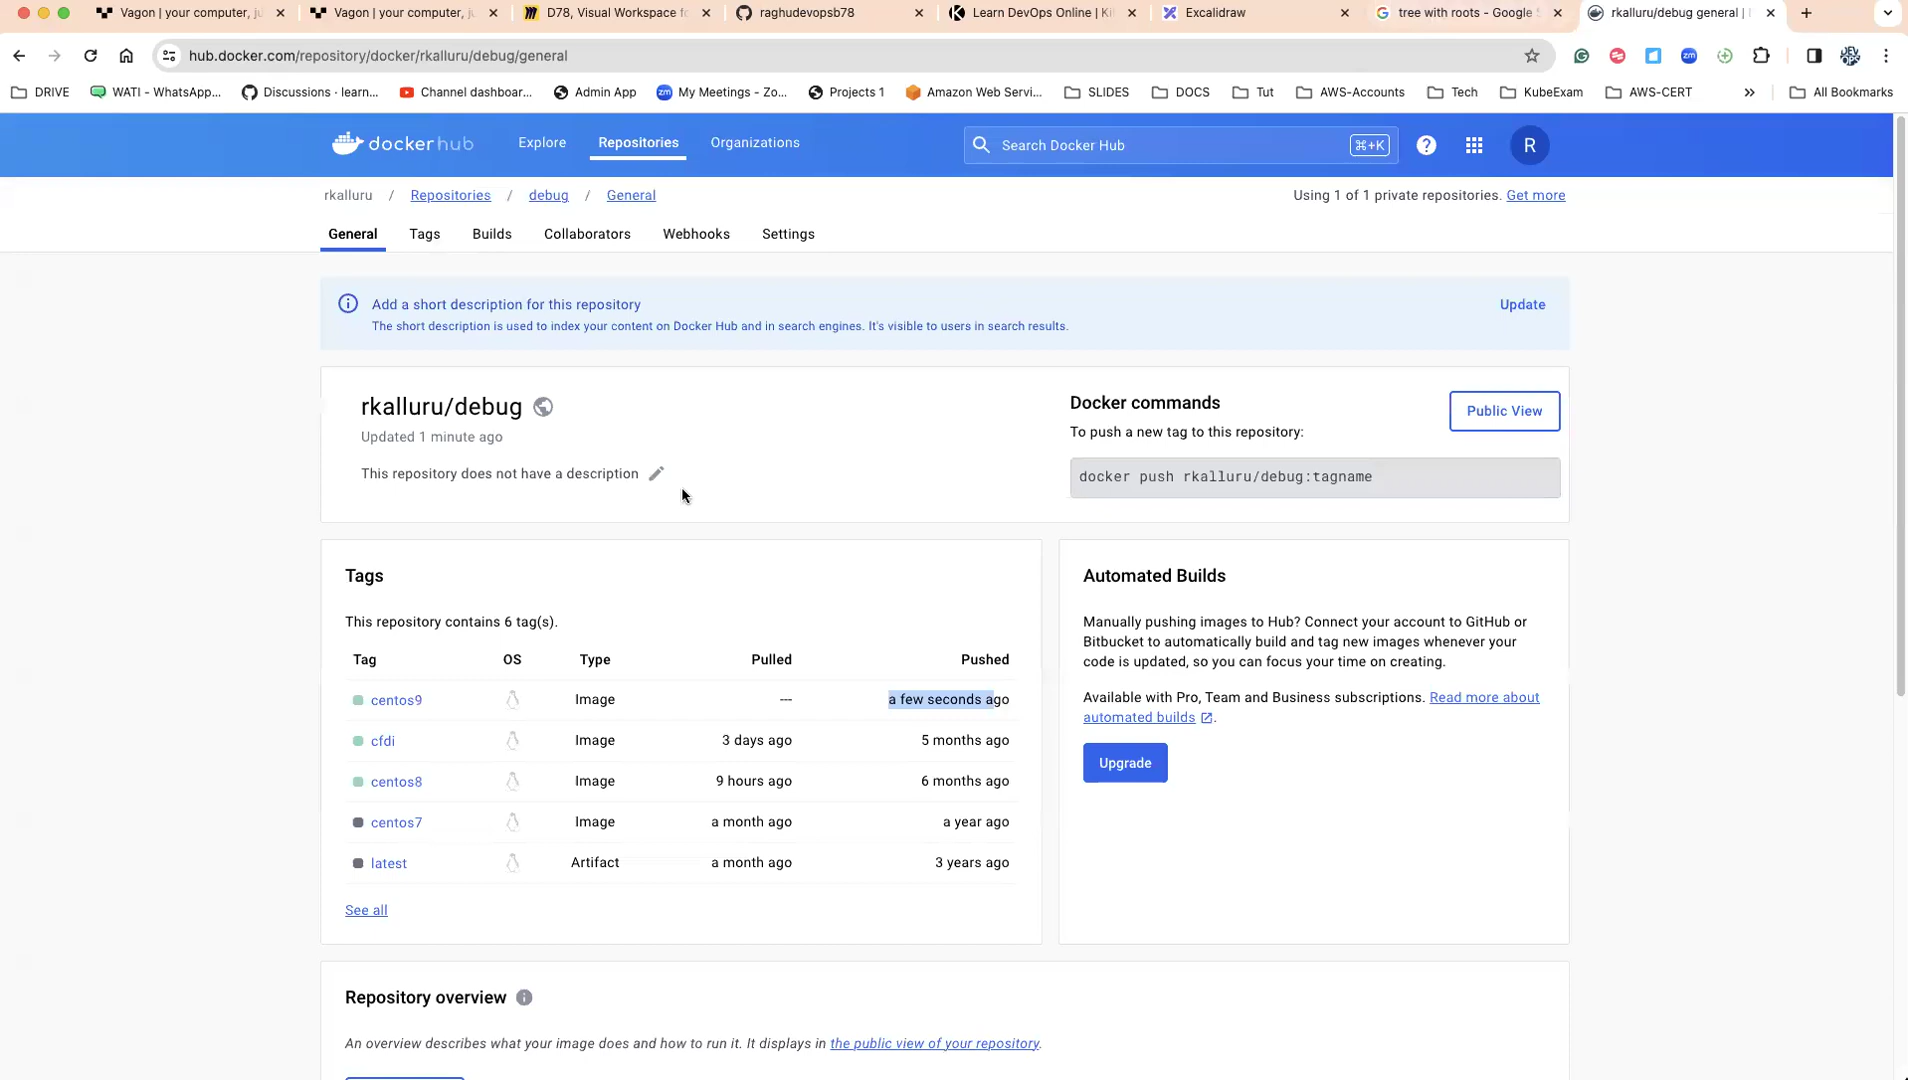 Vagon | your computer, ju
Vagon | your computer, ju
D78, Visual Workspace fo
raghudevopsb78
Learn DevOps Online | Ki
Excalidraw
tree with roots - Google S
rkalluru/debug general |
hub.docker.com/repository/docker/rkalluru/debug/general
DRIVE
WATI - WhatsApp...
Discussions · learn...
Channel dashboar...
Admin App
My Meetings - Zo...
Projects 1
Amazon Web Servi...
SLIDES
DOCS
Tut
AWS-Accounts
Tech
KubeExam
AWS-CERT
»
All Bookmarks
dockerhub
Explore
Repositories
Organizations
Search Docker Hub
⌘+K
R
rkalluru / Repositories / debug / General
Using 1 of 1 private repositories. Get more
General
Tags
Builds
Collaborators
Webhooks
Settings
Add a short description for this repository
Update
The short description is used to index your content on Docker Hub and in search engines. It's visible to users in search results.
rkalluru/debug
Updated 1 minute ago
This repository does not have a description
Docker commands
Public View
To push a new tag to this repository:
docker push rkalluru/debug:tagname
Tags
This repository contains 6 tag(s).
Tag OS Type Pulled Pushed
centos9 Image --- a few seconds ago
cfdi Image 3 days ago 5 months ago
centos8 Image 9 hours ago 6 months ago
centos7 Image a month ago a year ago
latest Artifact a month ago 3 years ago
See all
Automated Builds
Manually pushing images to Hub? Connect your account to GitHub or
Bitbucket to automatically build and tag new images whenever your
code is updated, so you can focus your time on creating.
Available with Pro, Team and Business subscriptions. Read more about
automated builds.
Upgrade
Repository overview
An overview describes what your image does and how to run it. It displays in the public view of your repository.